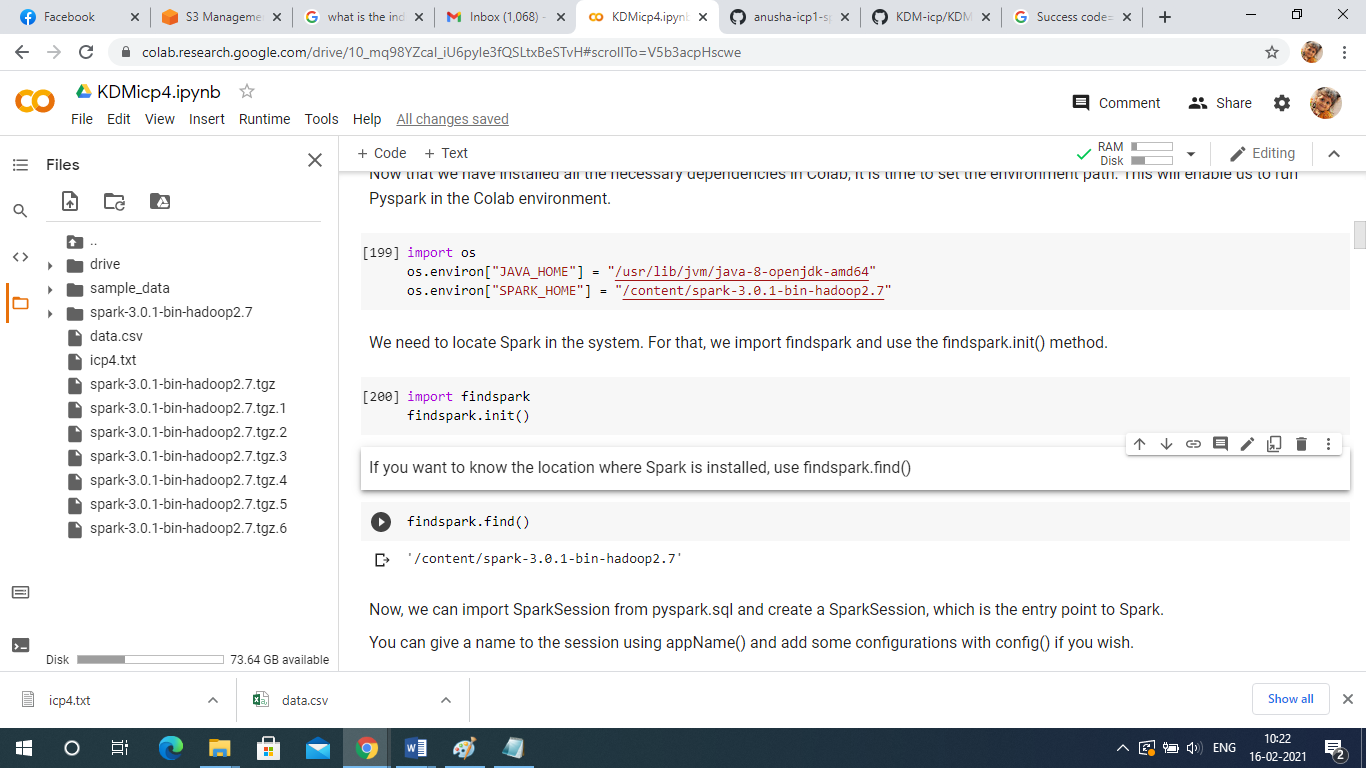 Facebook
S3 Managemen
what is the ind
Inbox (1,068) -
KDMicp4.ipynb
anusha-icp1-sp
KDM-icp/KDM
Success code=
colab.research.google.com/drive/10_mq98YZcaI_iU6pyIe3fQSLtxBeSTvH#scrollTo=V5b3acpHscwe
KDMicp4.ipynb
File Edit View Insert Runtime Tools Help All changes saved
Comment Share
+ Code + Text
RAM
Disk
Editing
Files
..
drive
sample_data
spark-3.0.1-bin-hadoop2.7
data.csv
icp4.txt
spark-3.0.1-bin-hadoop2.7.tgz
spark-3.0.1-bin-hadoop2.7.tgz.1
spark-3.0.1-bin-hadoop2.7.tgz.2
spark-3.0.1-bin-hadoop2.7.tgz.3
spark-3.0.1-bin-hadoop2.7.tgz.4
spark-3.0.1-bin-hadoop2.7.tgz.5
spark-3.0.1-bin-hadoop2.7.tgz.6
Disk 73.64 GB available
Now that we have installed all the necessary dependencies in Colab, it is time to set the environment path. This will enable us to run
Pyspark in the Colab environment.
[199] import os
os.environ["JAVA_HOME"] = "/usr/lib/jvm/java-8-openjdk-amd64"
os.environ["SPARK_HOME"] = "/content/spark-3.0.1-bin-hadoop2.7"
We need to locate Spark in the system. For that, we import findspark and use the findspark.init() method.
[200] import findspark
findspark.init()
If you want to know the location where Spark is installed, use findspark.find()
findspark.find()
'/content/spark-3.0.1-bin-hadoop2.7'
Now, we can import SparkSession from pyspark.sql and create a SparkSession, which is the entry point to Spark.
You can give a name to the session using appName() and add some configurations with config() if you wish.
icp4.txt
data.csv
Show all
ENG
10:22
16-02-2021
2